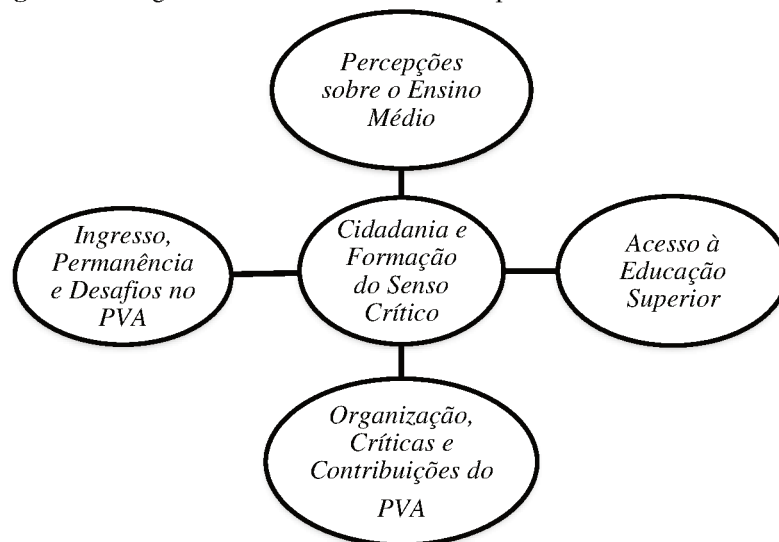 Percepções
sobre o Ensino
Médio
Ingresso,
Permanência
e Desafios no
PVA
Cidadania e
Formação
do Senso
Crítico
Acesso à
Educação
Superior
Organização,
Críticas e
Contribuições do
PVA